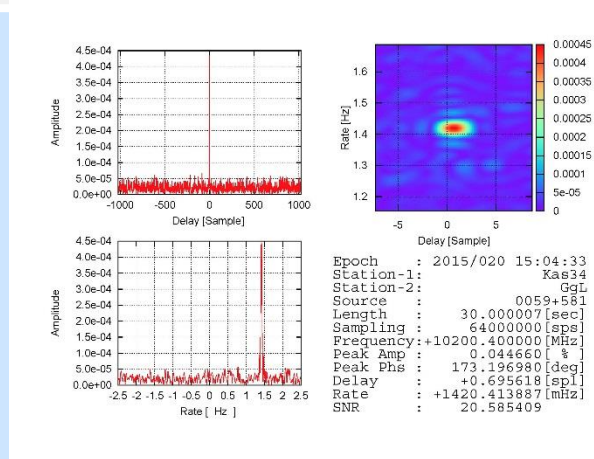 4.5e-04
4.0e-04
3.5e-04
3.0e-04
2.5e-04
2.0e-04
1.5e-04
1.0e-04
5.0e-05
0.0e+00
Amplitude
-1000 -500 0 500 1000
Delay [Sample]
1.6
1.5
1.4
1.3
1.2
Rate [Hz]
-5 0 5
Delay [Sample]
0.00045
0.0004
0.00035
0.0003
0.00025
0.0002
0.00015
0.0001
5e-05
0
4.5e-04
4.0e-04
3.5e-04
3.0e-04
2.5e-04
2.0e-04
1.5e-04
1.0e-04
5.0e-05
0.0e+00
Amplitude
-2.5 -2 -1.5 -1 -0.5 0 0.5 1 1.5 2 2.5
Rate [ Hz ]
Epoch : 2015/020 15:04:33
Station-1: Kas34
Station-2: GgL
Source : 0059+581
Length : 30.000007[sec]
Sampling : 64000000[sps]
Frequency:+10200.400000[MHz]
Peak Amp : 0.044660[ % ]
Peak Phs : 173.196980[deg]
Delay : +0.695618[spl]
Rate : +1420.413887[mHz]
SNR : 20.585409